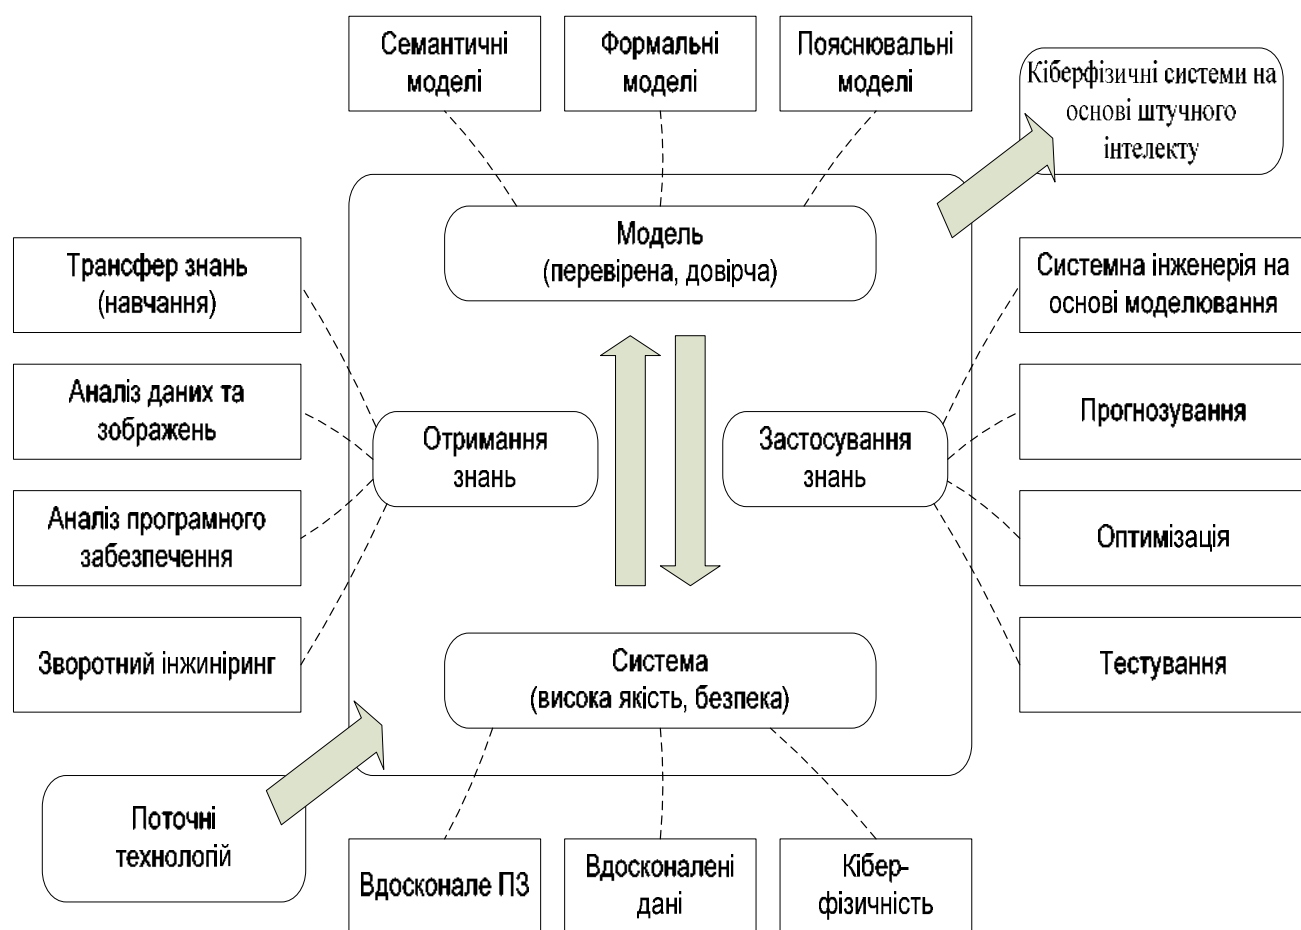 Семантичні
моделі
Формальні
моделі
Пояснювальні
моделі
Кіберфізичні системи на
основі штучного
інтелекту
Модель
(перевірена, довірча)
Трансфер знань
(навчання)
Аналіз даних та
зображень
Аналіз програмного
забезпечення
Зворотний інжиніринг
Отримання
знань
Застосування
знань
Системна інженерія на
основі моделювання
Прогнозування
Оптимізація
Тестування
Система
(висока якість, безпека)
Поточні
технологій
Вдосконале ПЗ
Вдосконалені
дані
Кібер-
фізичність